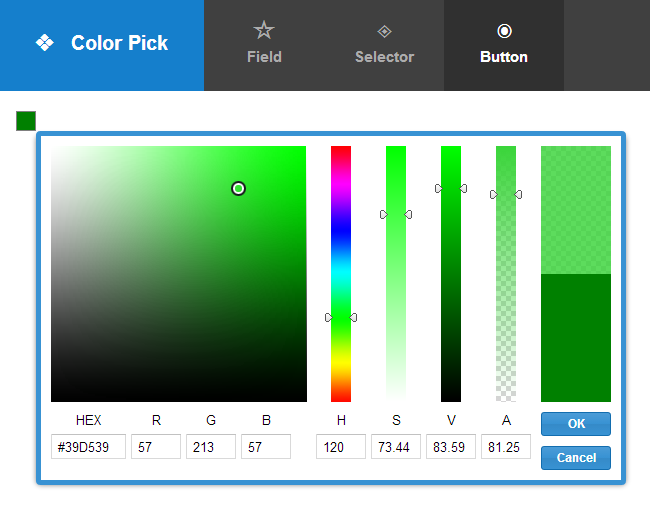 Color Pick
Field
Selector
Button
HEX R G B H S V A
#39D539 57 213 57 120 73.44 83.59 81.25
OK
Cancel